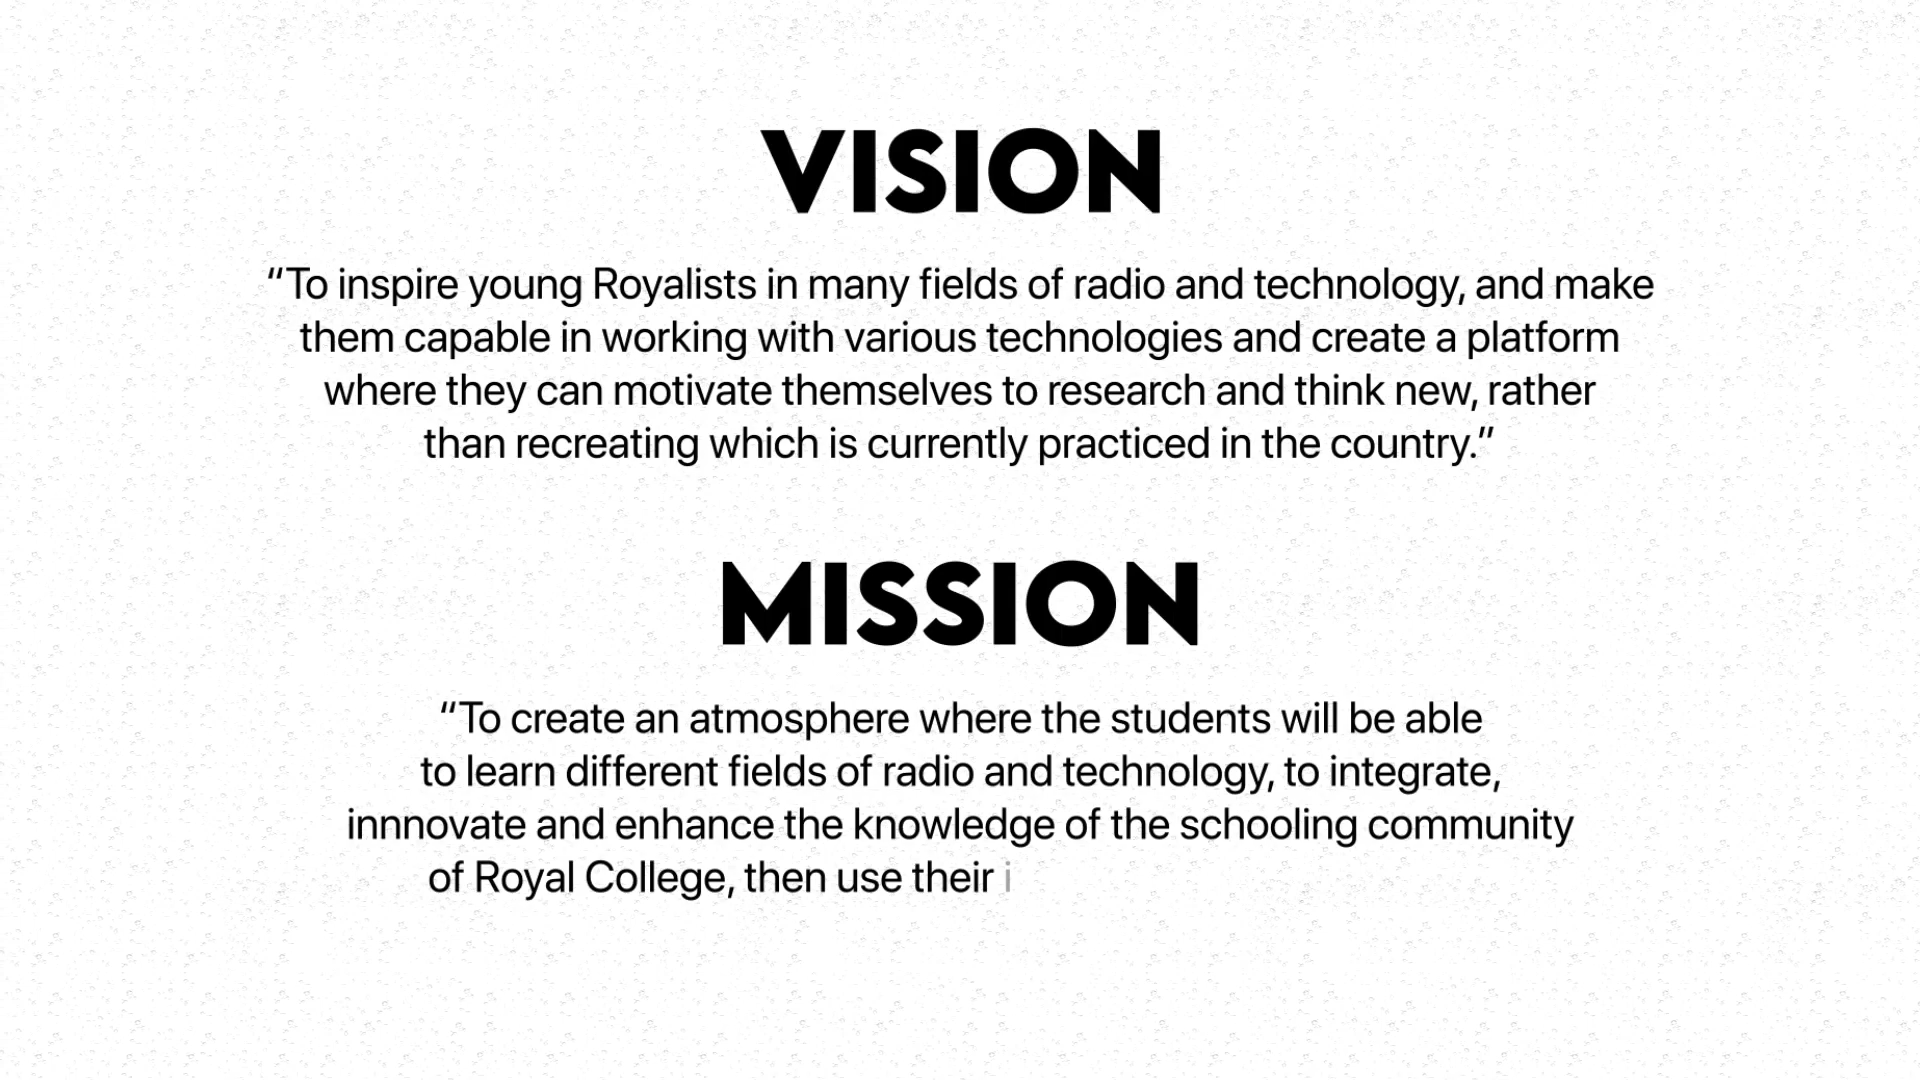 VISION
“To inspire young Royalists in many fields of radio and technology, and make
them capable in working with various technologies and create a platform
where they can motivate themselves to research and think new, rather
than recreating which is currently practiced in the country.”
MISSION
“To create an atmosphere where the students will be able
to learn different fields of radio and technology, to integrate,
innnovate and enhance the knowledge of the schooling community
of Royal College, then use their i